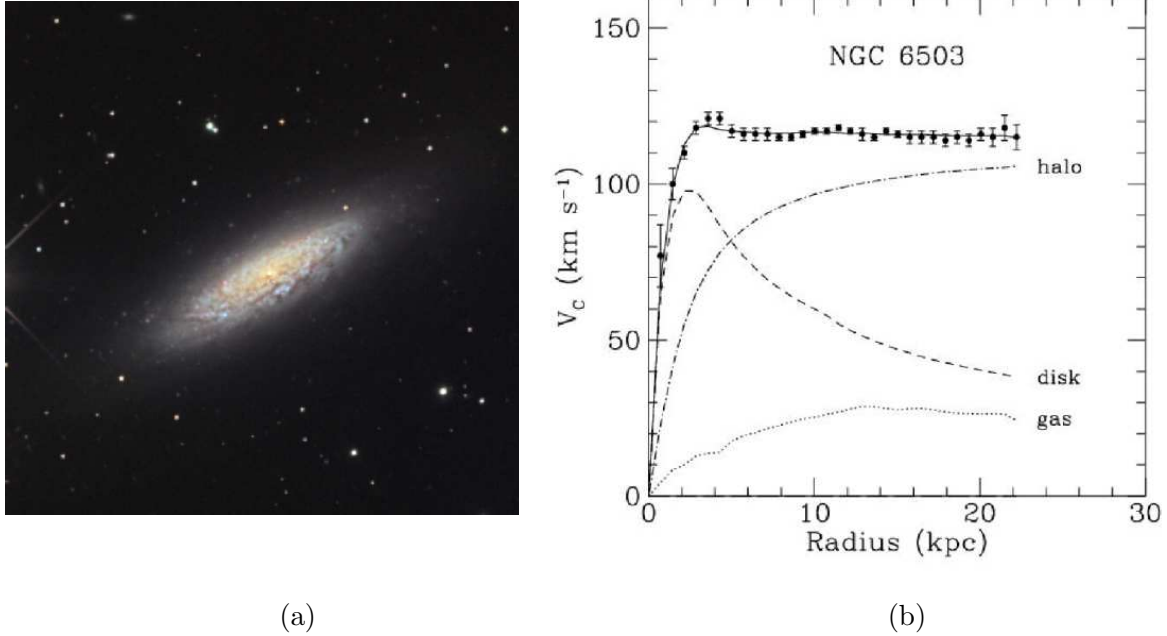 150
NGC 6503
100
halo
V_c (km s⁻¹)
50
disk
gas
0
0
10
20
30
Radius (kpc)
(a)
(b)